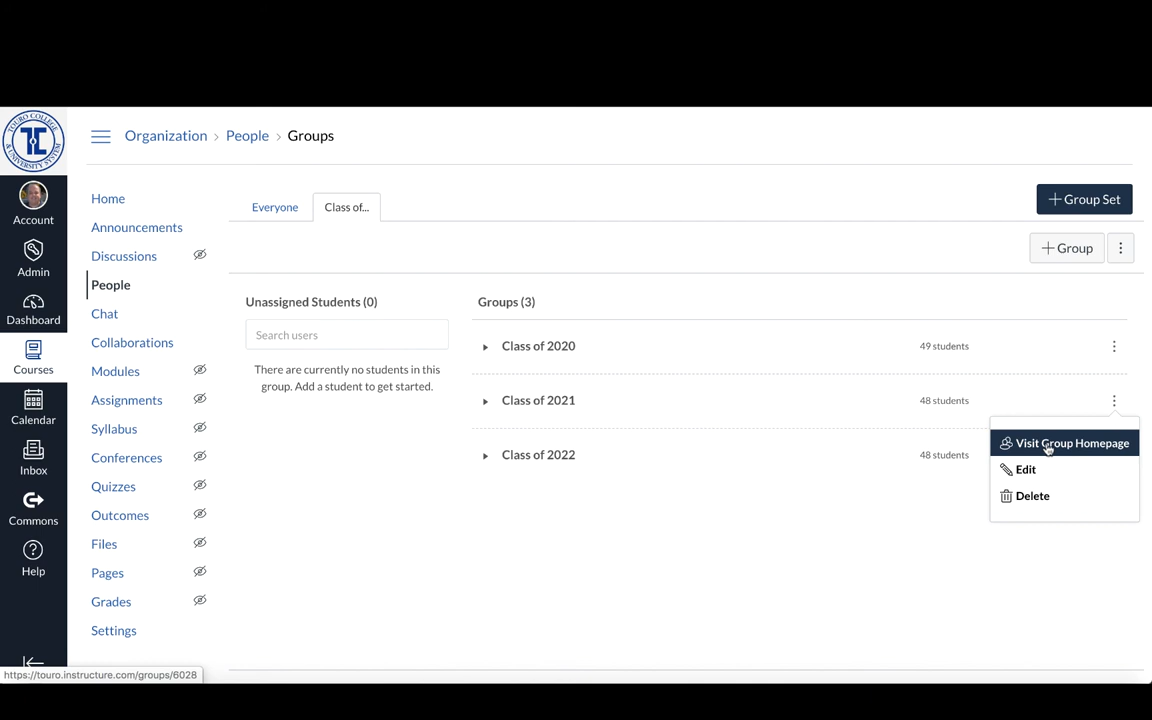 TOURO COLLEGE
& UNIVERSITY SYSTEM
Organization > People > Groups
Account
Admin
Dashboard
Courses
Calendar
Inbox
Commons
Help
Home
Announcements
Discussions
People
Chat
Collaborations
Modules
Assignments
Syllabus
Conferences
Quizzes
Outcomes
Files
Pages
Grades
Settings
Everyone
Class of...
+ Group Set
+ Group
Unassigned Students (0)
Search users
There are currently no students in this
group. Add a student to get started.
Groups (3)
Class of 2020 49 students
Class of 2021 48 students
Class of 2022 48 students
Visit Group Homepage
Edit
Delete
https://touro.instructure.com/groups/6028